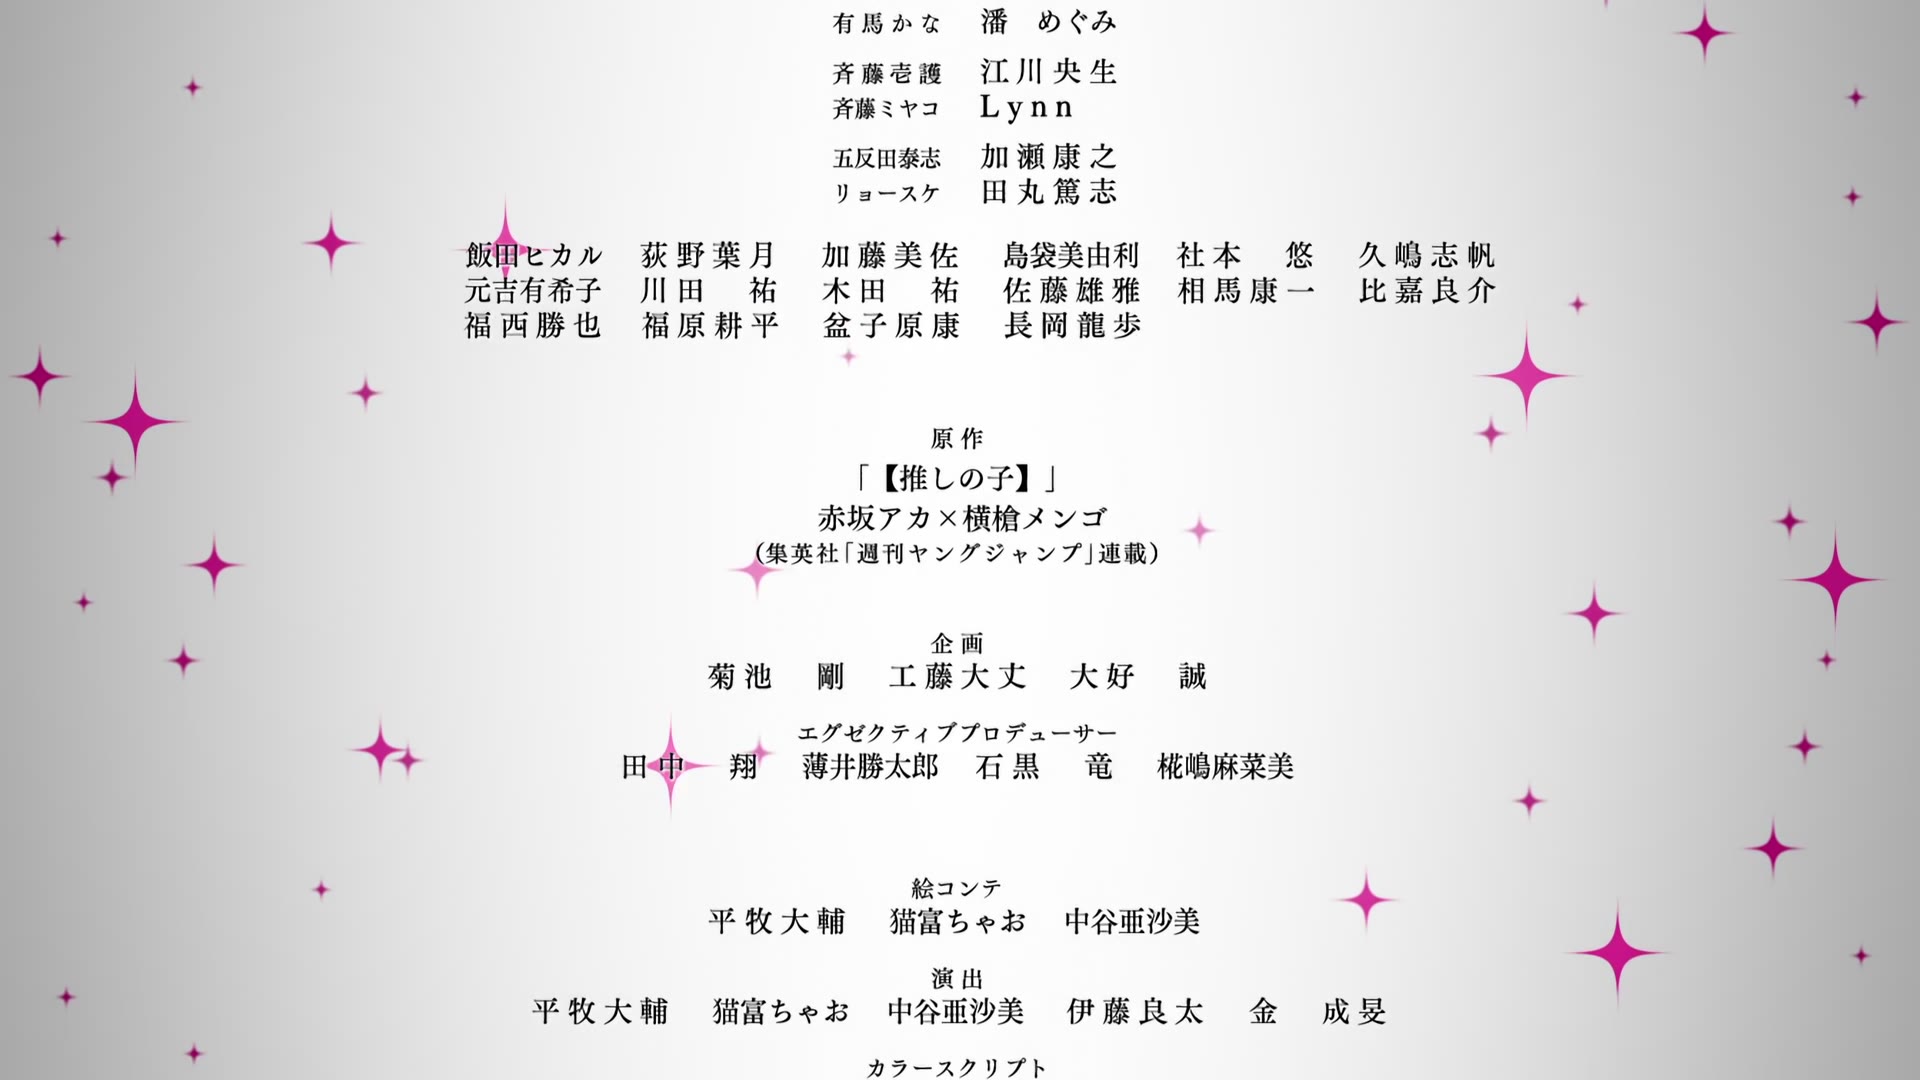 有馬かな 潘 めぐみ
斉藤壱護 江川央生
斉藤ミヤコ Lynn
五反田泰志 加瀬康之
リョースケ 田丸篤志
飯田ヒカル 荻野葉月 加藤美佐 島袋美由利 社本 悠 久嶋志帆
元吉有希子 川田 祐 木田 祐 佐藤雄雅 相馬康一 比嘉良介
福西勝也 福原耕平 盆子原康 長岡龍歩
原作
「【推しの子】」
赤坂アカ×横槍メンゴ
(集英社「週刊ヤングジャンプ」連載)
企画
菊池 剛 工藤大丈 大好 誠
エグゼクティブプロデューサー
田中 翔 薄井勝太郎 石黒 竜 椛嶋麻菜美
絵コンテ
平牧大輔 猫富ちゃお 中谷亜沙美
演出
平牧大輔 猫富ちゃお 中谷亜沙美 伊藤良太 金 成旻
カラースクリプト